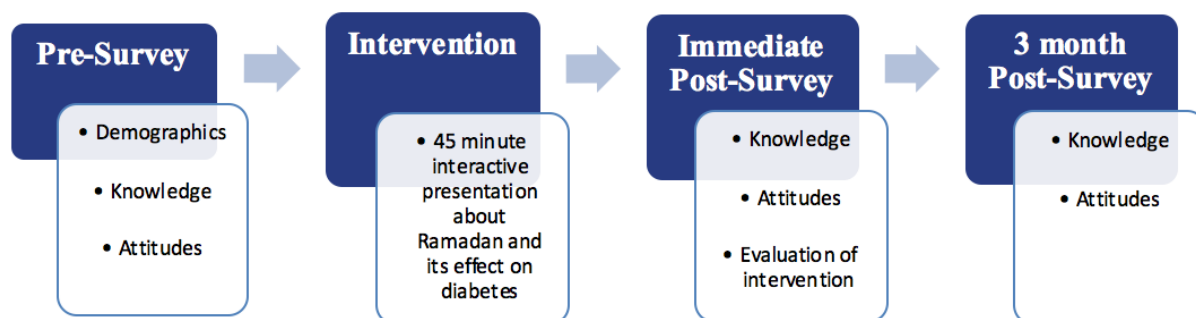 Pre-Survey
• Demographics
• Knowledge
• Attitudes
Intervention
• 45 minute
interactive
presentation
about
Ramadan and
its effect on
diabetes
Immediate
Post-Survey
• Knowledge
• Attitudes
• Evaluation of
intervention
3 month
Post-Survey
• Knowledge
• Attitudes